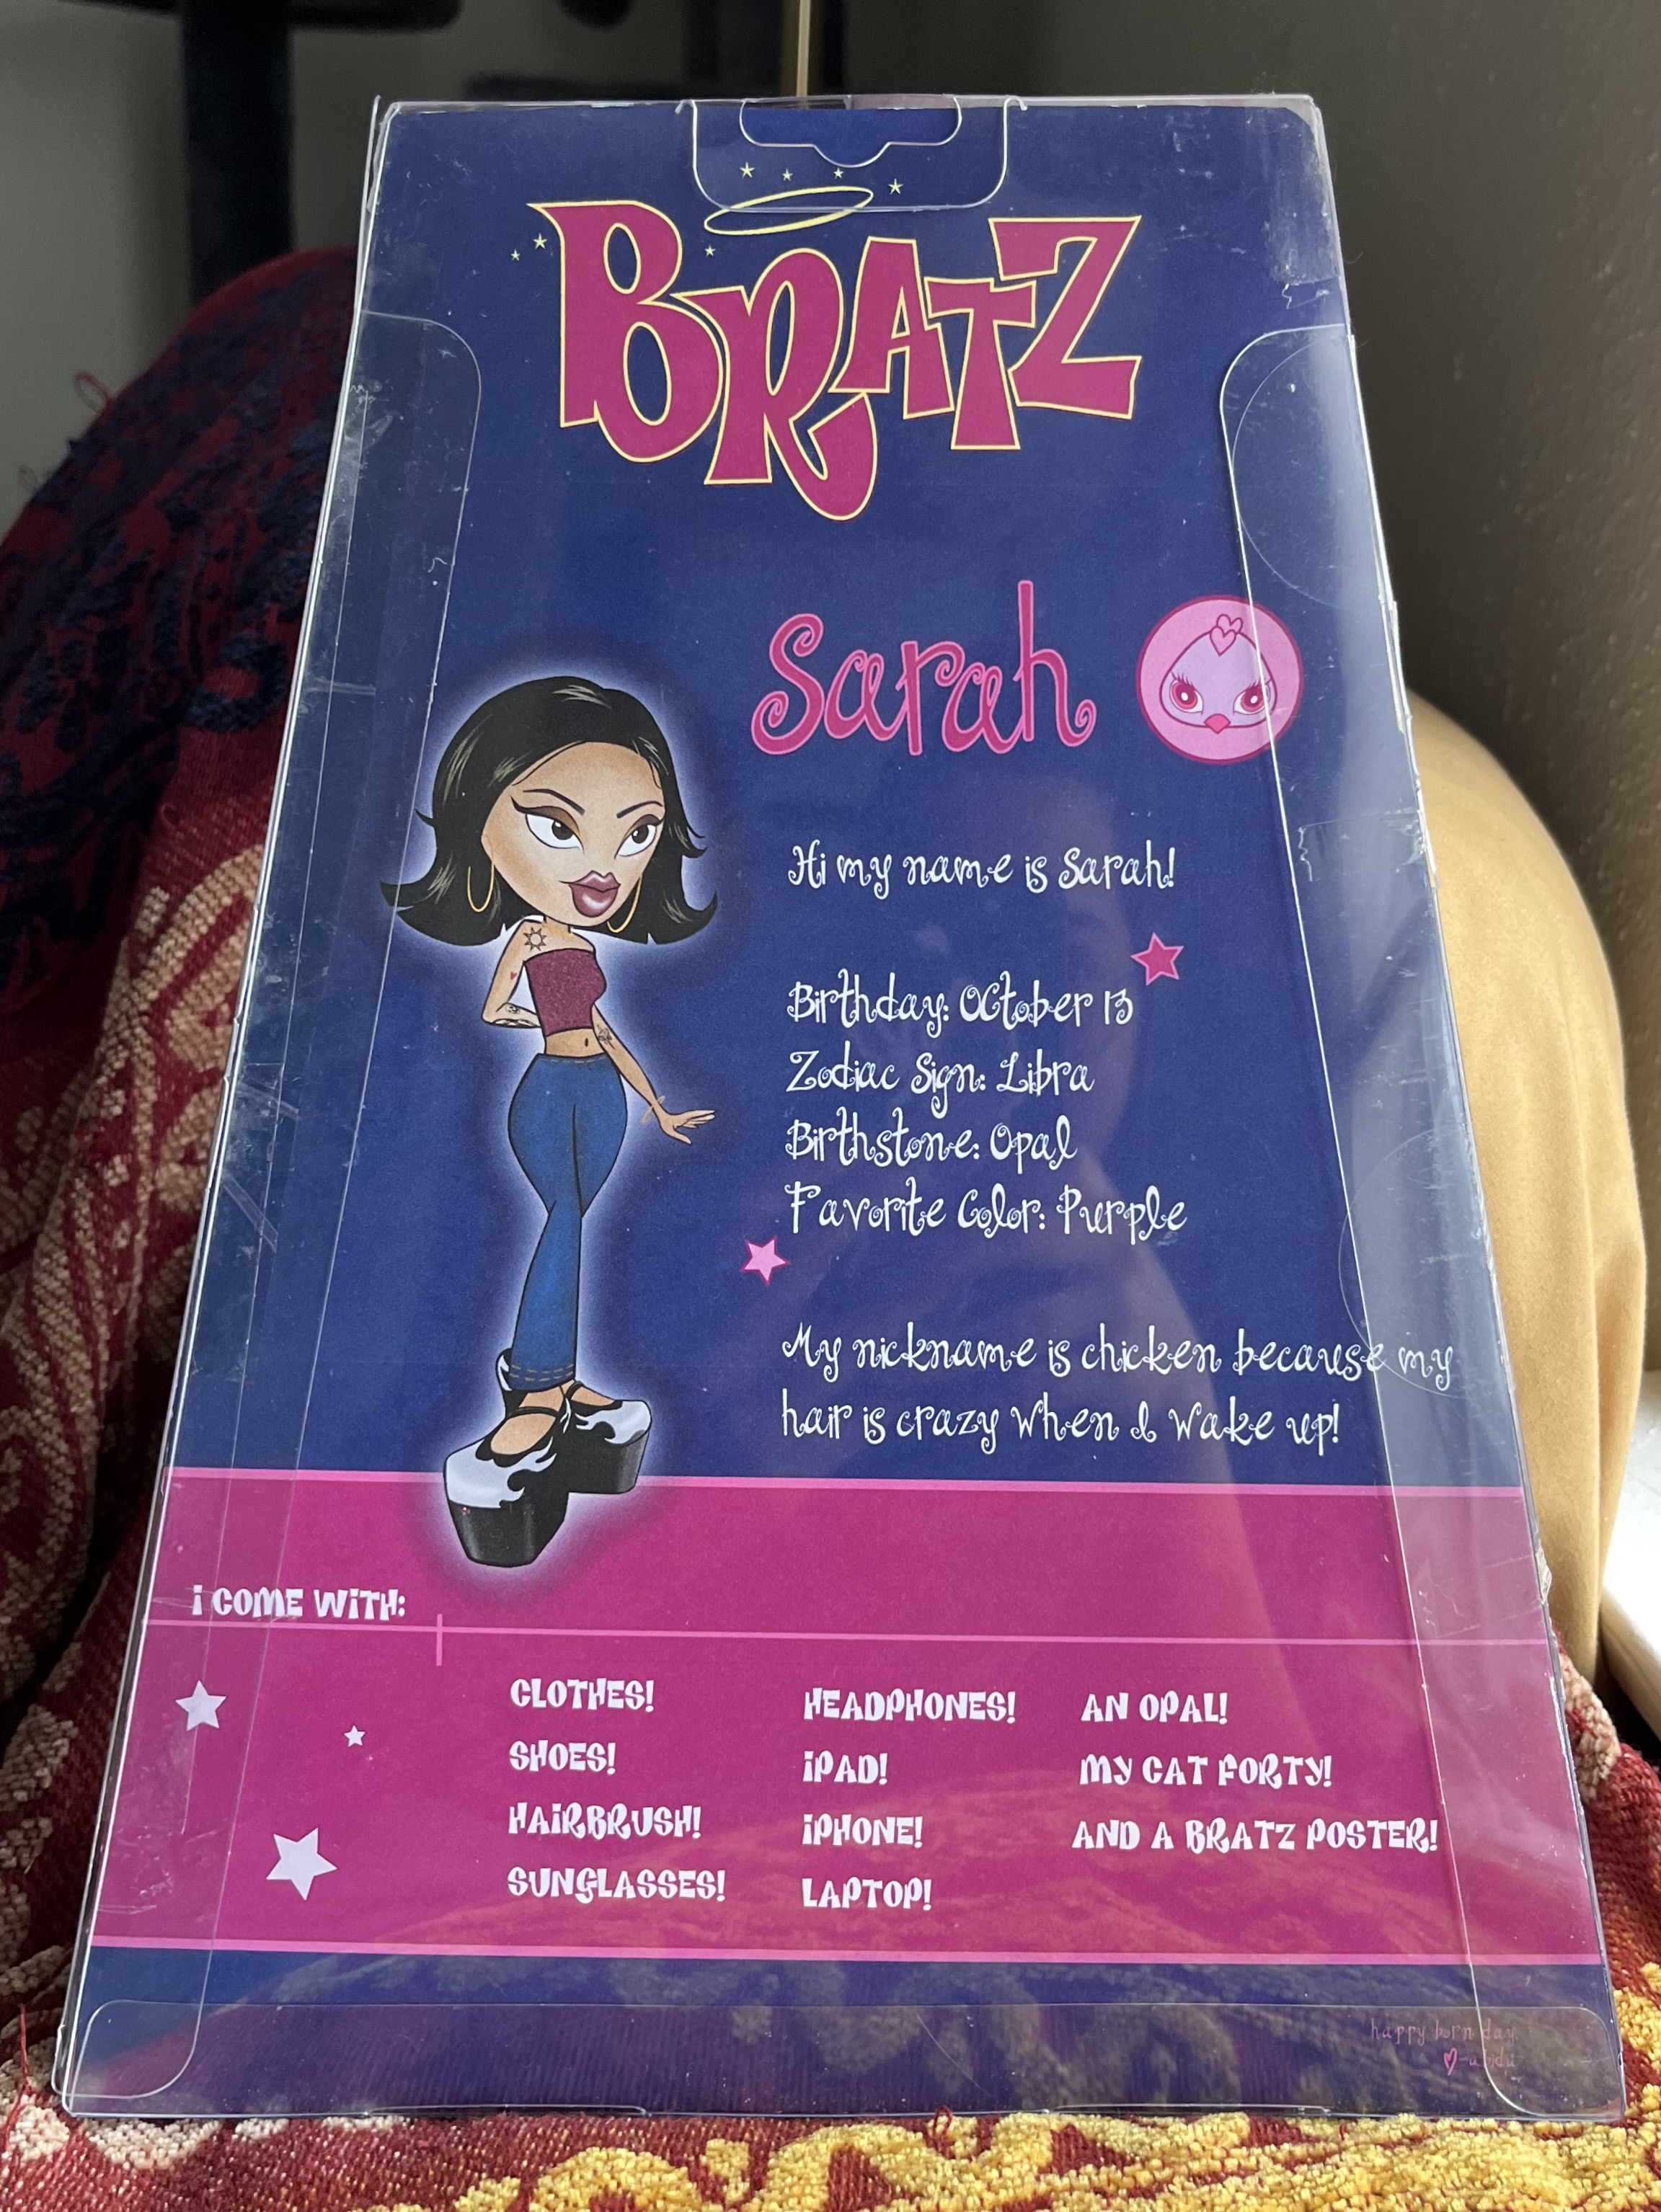 BRATZ
Sarah
Hi my name is Sarah!
Birthday: October 13
Zodiac Sign: Libra
Birthstone: Opal
Favorite Color: Purple
My nickname is chicken because my
hair is crazy when I wake up!
I COME WITH:
CLOTHES!
SHOES!
HAIRBRUSH!
SUNGLASSES!
HEADPHONES!
iPAD!
iPHONE!
LAPTOP!
AN OPAL!
MY CAT FORTY!
AND A BRATZ POSTER!
happy born day